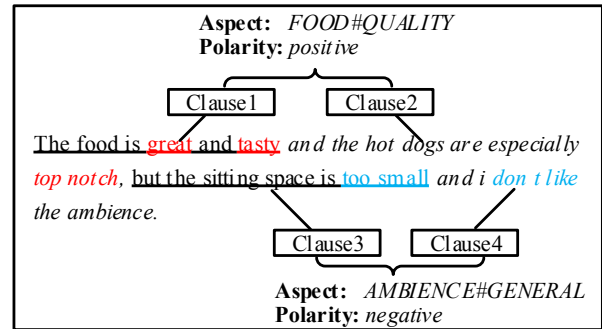 Aspect: FOOD#QUALITY
Polarity: positive
Clause1 Clause2
The food is great and tasty and the hot dogs are especially
top notch, but the sitting space is too small and i don t like
the ambience.
Clause3 Clause4
Aspect: AMBIENCE#GENERAL
Polarity: negative